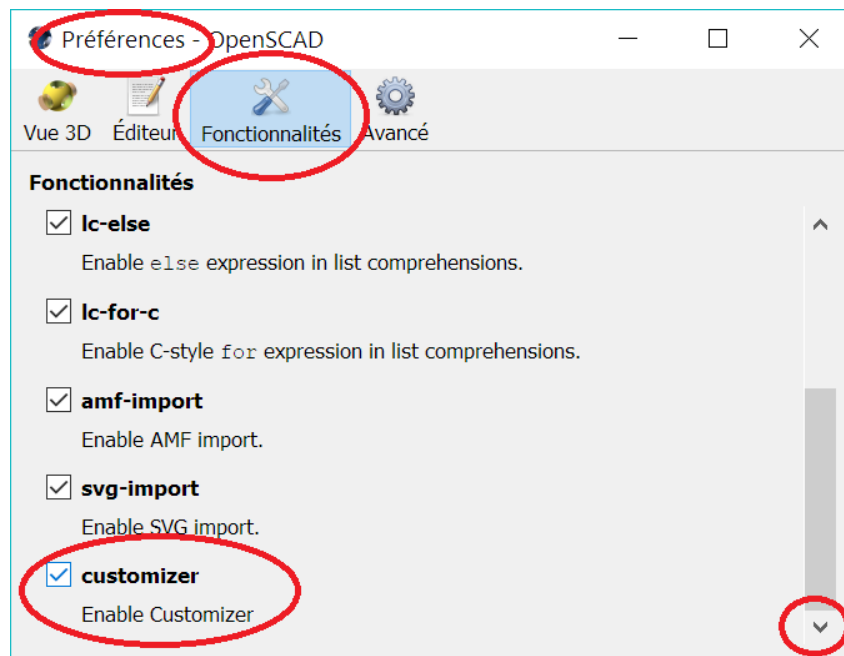 Préférences - OpenSCAD
Vue 3D Éditeur Fonctionnalités Avancé
Fonctionnalités
lc-else
Enable else expression in list comprehensions.
lc-for-c
Enable C-style for expression in list comprehensions.
amf-import
Enable AMF import.
svg-import
Enable SVG import.
customizer
Enable Customizer